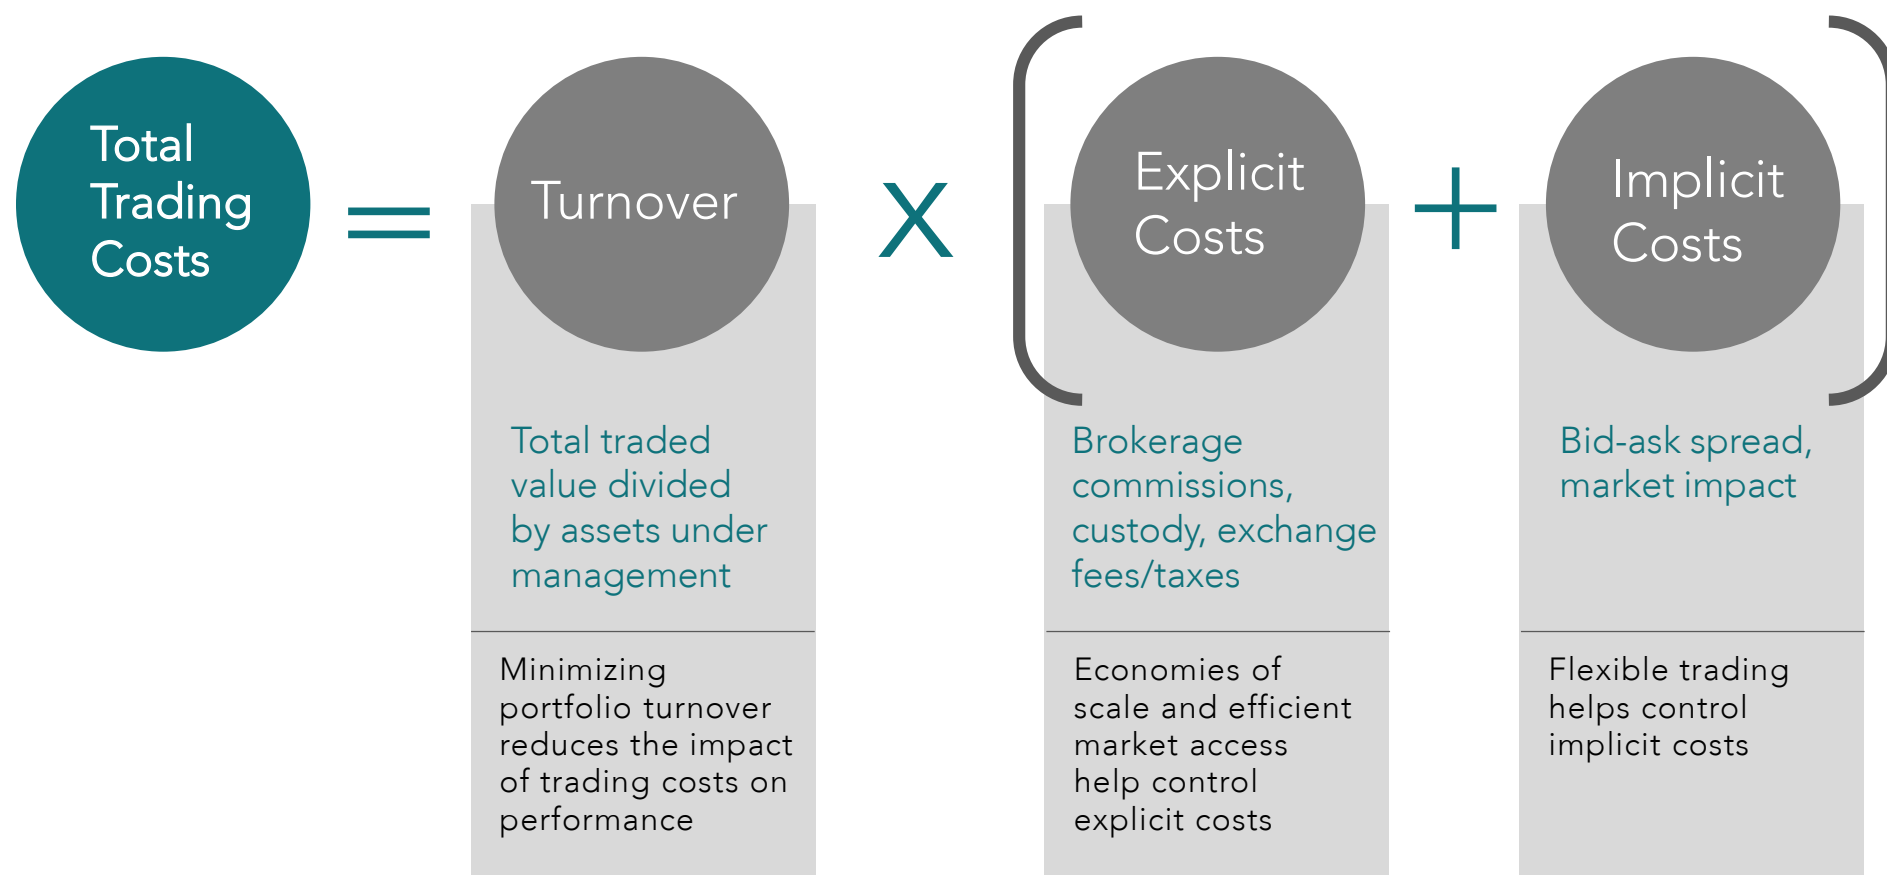 Total
Trading
Costs
=
Turnover
X
(
Explicit
Costs
+
Implicit
Costs
)
Total traded
value divided
by assets under
management
Minimizing
portfolio turnover
reduces the impact
of trading costs on
performance
Brokerage
commissions,
custody, exchange
fees/taxes
Economies of
scale and efficient
market access
help control
explicit costs
Bid-ask spread,
market impact
Flexible trading
helps control
implicit costs